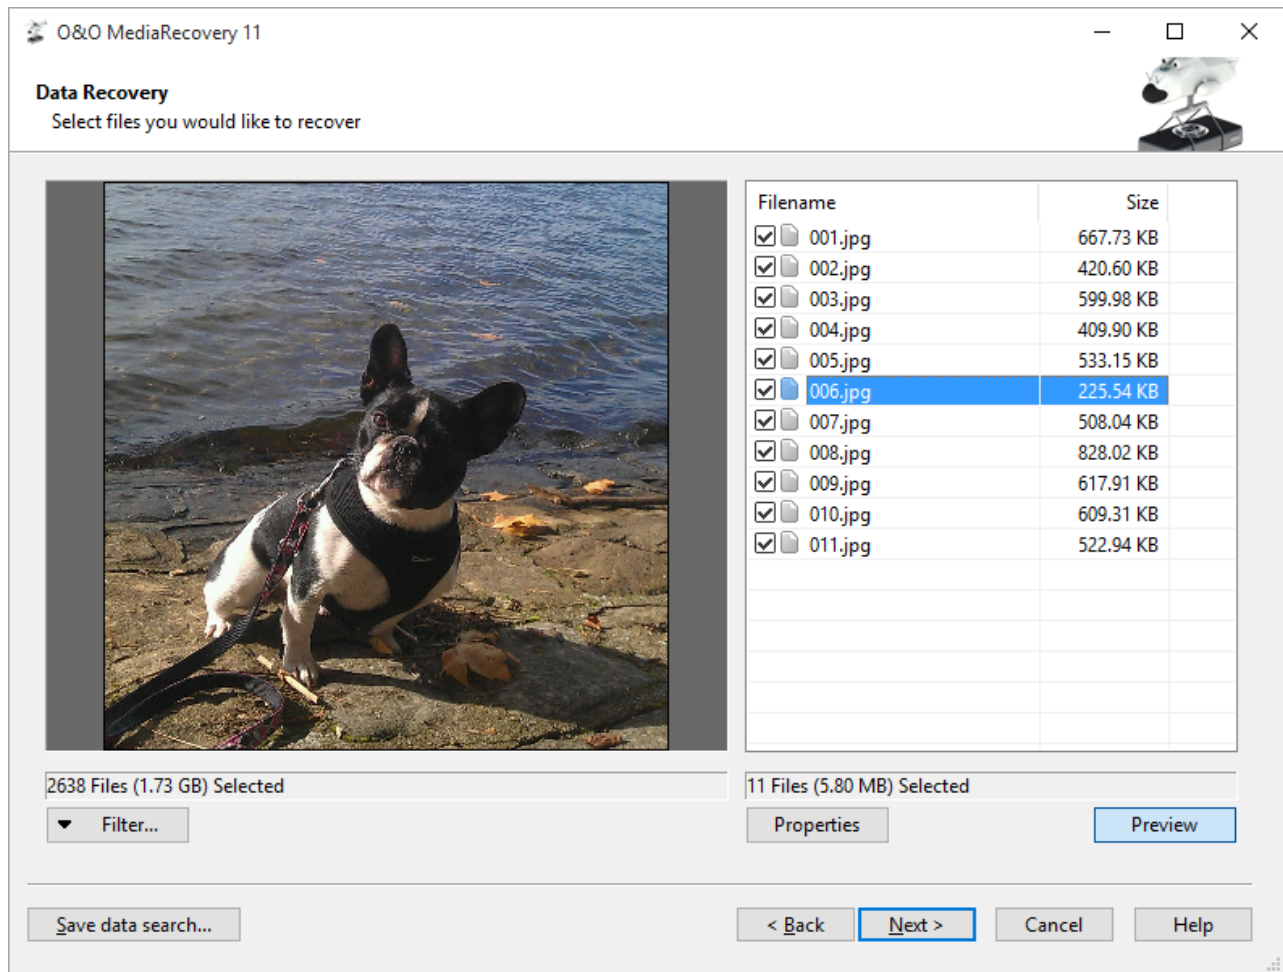 O&O MediaRecovery 11
Data Recovery
Select files you would like to recover
Filename Size
001.jpg 667.73 KB
002.jpg 420.60 KB
003.jpg 599.98 KB
004.jpg 409.90 KB
005.jpg 533.15 KB
006.jpg 225.54 KB
007.jpg 508.04 KB
008.jpg 828.02 KB
009.jpg 617.91 KB
010.jpg 609.31 KB
011.jpg 522.94 KB
2638 Files (1.73 GB) Selected
11 Files (5.80 MB) Selected
Filter...
Properties
Preview
Save data search...
< Back
Next >
Cancel
Help